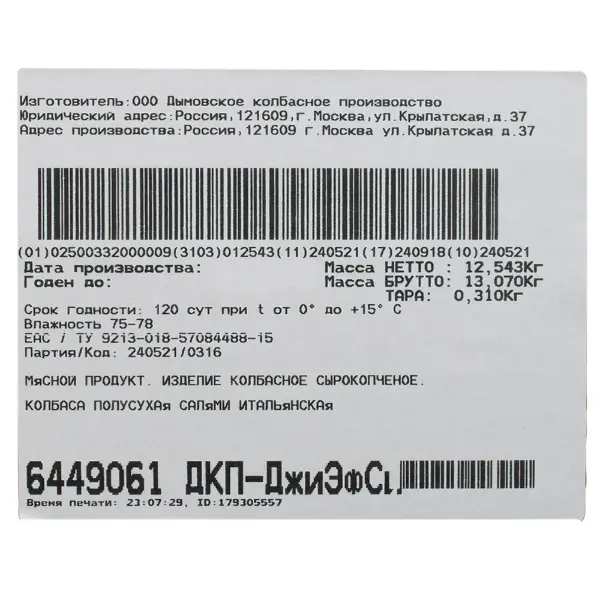 Изготовитель:ООО Дымовское колбасное производство
Юридический адрес:Россия,121609,г.Москва,ул.Крылатская,д.37
Адрес производства:Россия,121609 г.Москва ул.Крылатская д.37
(01)02500332000009(3103)012543(11)240521(17)240918(10)240521
Дата производства: Масса НЕТТО : 12,543Кг
Годен до: Масса БРУТТО: 13,070Кг
ТАРА: 0,310Кг
Срок годности: 120 сут при t от 0° до +15° С
Влажность 75-78
ЕАС / ТУ 9213-018-57084488-15
Партия/Код: 240521/0316
МЯСНОЙ ПРОДУКТ. ИЗДЕЛИЕ КОЛБАСНОЕ СЫРОКОПЧЕНОЕ.
КОЛБАСА ПОЛУСУХАЯ САЛЯМИ ИТАЛЬЯНСКАЯ
6449061 ДКП-ДжиЭфСи.
Время печати: 23:07:29, ID:179305557